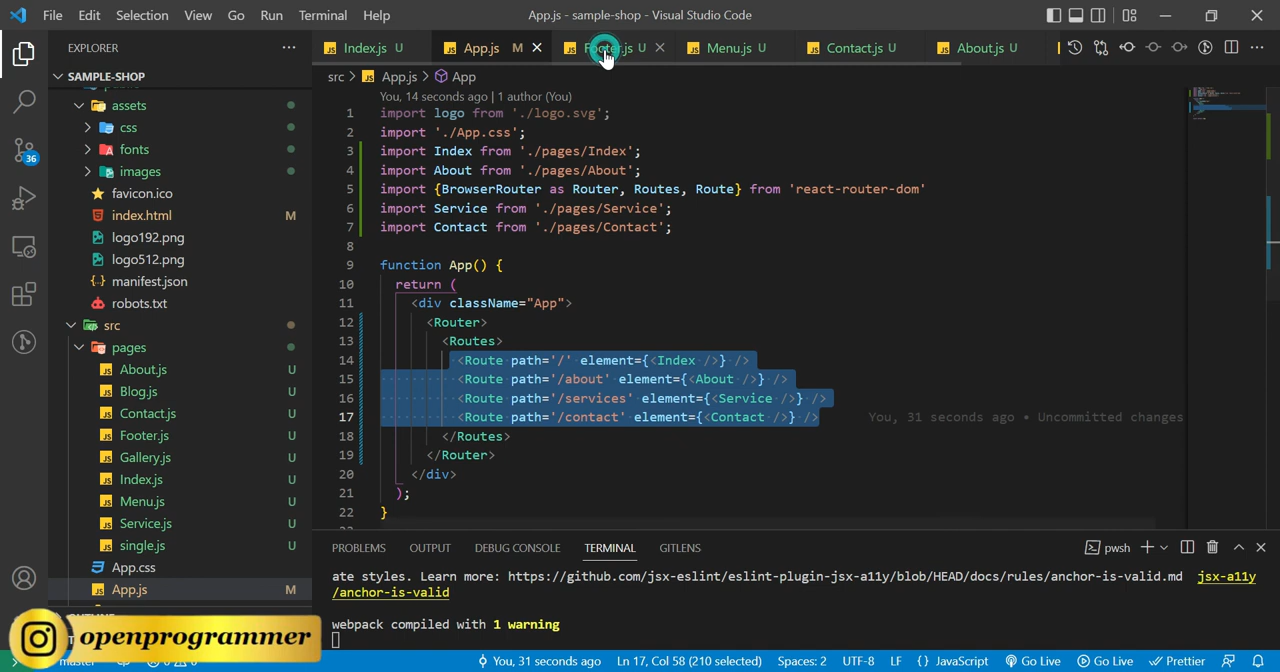 File Edit Selection View Go Run Terminal Help App.js - sample-shop - Visual Studio Code
EXPLORER
SAMPLE-SHOP
assets
css
fonts
images
favicon.ico
index.html M
logo192.png
logo512.png
manifest.json
robots.txt
src
pages
About.js U
Blog.js U
Contact.js U
Footer.js U
Gallery.js U
Index.js U
Menu.js U
Service.js U
single.js U
App.css
App.js M
36
Index.js U App.js M Footer.js U Menu.js U Contact.js U About.js U
src > App.js > App
You, 14 seconds ago | 1 author (You)
1 import logo from './logo.svg';
2 import './App.css';
3 import Index from './pages/Index';
4 import About from './pages/About';
5 import {BrowserRouter as Router, Routes, Route} from 'react-router-dom'
6 import Service from './pages/Service';
7 import Contact from './pages/Contact';
8
9 function App() {
10 return (
11 <div className="App">
12 <Router>
13 <Routes>
14 <Route path='/' element={<Index />} />
15 <Route path='/about' element={<About />} />
16 <Route path='/services' element={<Service />} />
17 <Route path='/contact' element={<Contact />} /> You, 31 seconds ago • Uncommitted changes
18 </Routes>
19 </Router>
20 </div>
21 );
22 }
PROBLEMS OUTPUT DEBUG CONSOLE TERMINAL GITLENS pwsh
ate styles. Learn more: https://github.com/jsx-eslint/eslint-plugin-jsx-a11y/blob/HEAD/docs/rules/anchor-is-valid.md jsx-a11y
/anchor-is-valid
webpack compiled with 1 warning
openprogrammer
You, 31 seconds ago Ln 17, Col 58 (210 selected) Spaces: 2 UTF-8 LF {} JavaScript Go Live Go Live Prettier